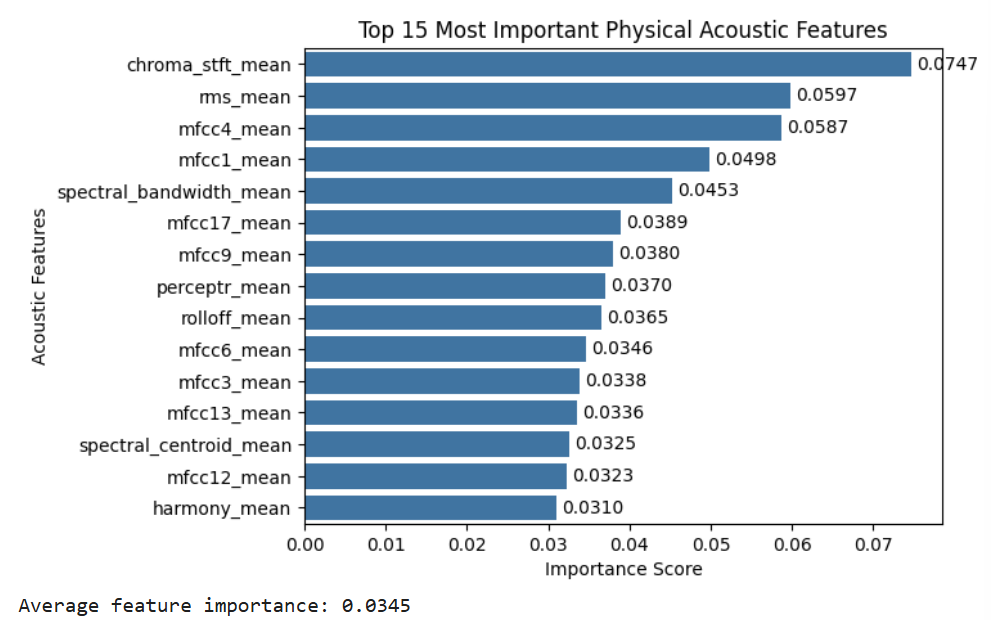 Top 15 Most Important Physical Acoustic Features
Acoustic Features
chroma_stft_mean 0.0747
rms_mean 0.0597
mfcc4_mean 0.0587
mfcc1_mean 0.0498
spectral_bandwidth_mean 0.0453
mfcc17_mean 0.0389
mfcc9_mean 0.0380
perceptr_mean 0.0370
rolloff_mean 0.0365
mfcc6_mean 0.0346
mfcc3_mean 0.0338
mfcc13_mean 0.0336
spectral_centroid_mean 0.0325
mfcc12_mean 0.0323
harmony_mean 0.0310
0.00 0.01 0.02 0.03 0.04 0.05 0.06 0.07
Importance Score
Average feature importance: 0.0345